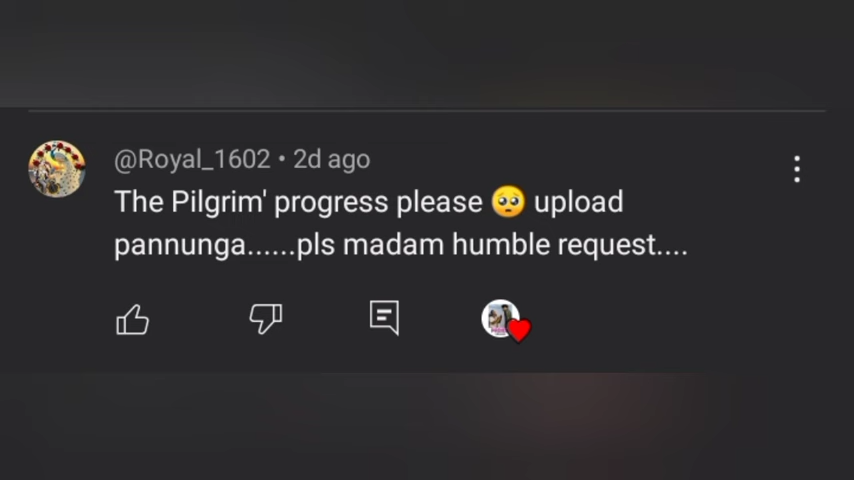 @Royal_1602 • 2d ago
The Pilgrim' progress please 🥺 upload
pannunga......pls madam humble request....